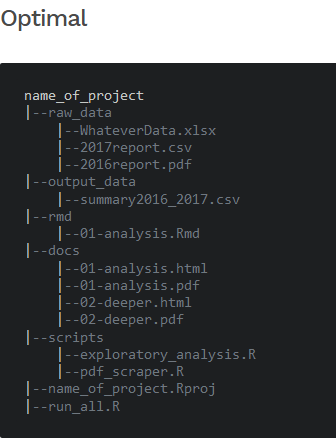 Optimal
name_of_project
|--raw_data
    |--WhateverData.xlsx
    |--2017report.csv
    |--2016report.pdf
|--output_data
    |--summary2016_2017.csv
|--rmd
    |--01-analysis.Rmd
|--docs
    |--01-analysis.html
    |--01-analysis.pdf
    |--02-deeper.html
    |--02-deeper.pdf
|--scripts
    |--exploratory_analysis.R
    |--pdf_scraper.R
|--name_of_project.Rproj
|--run_all.R